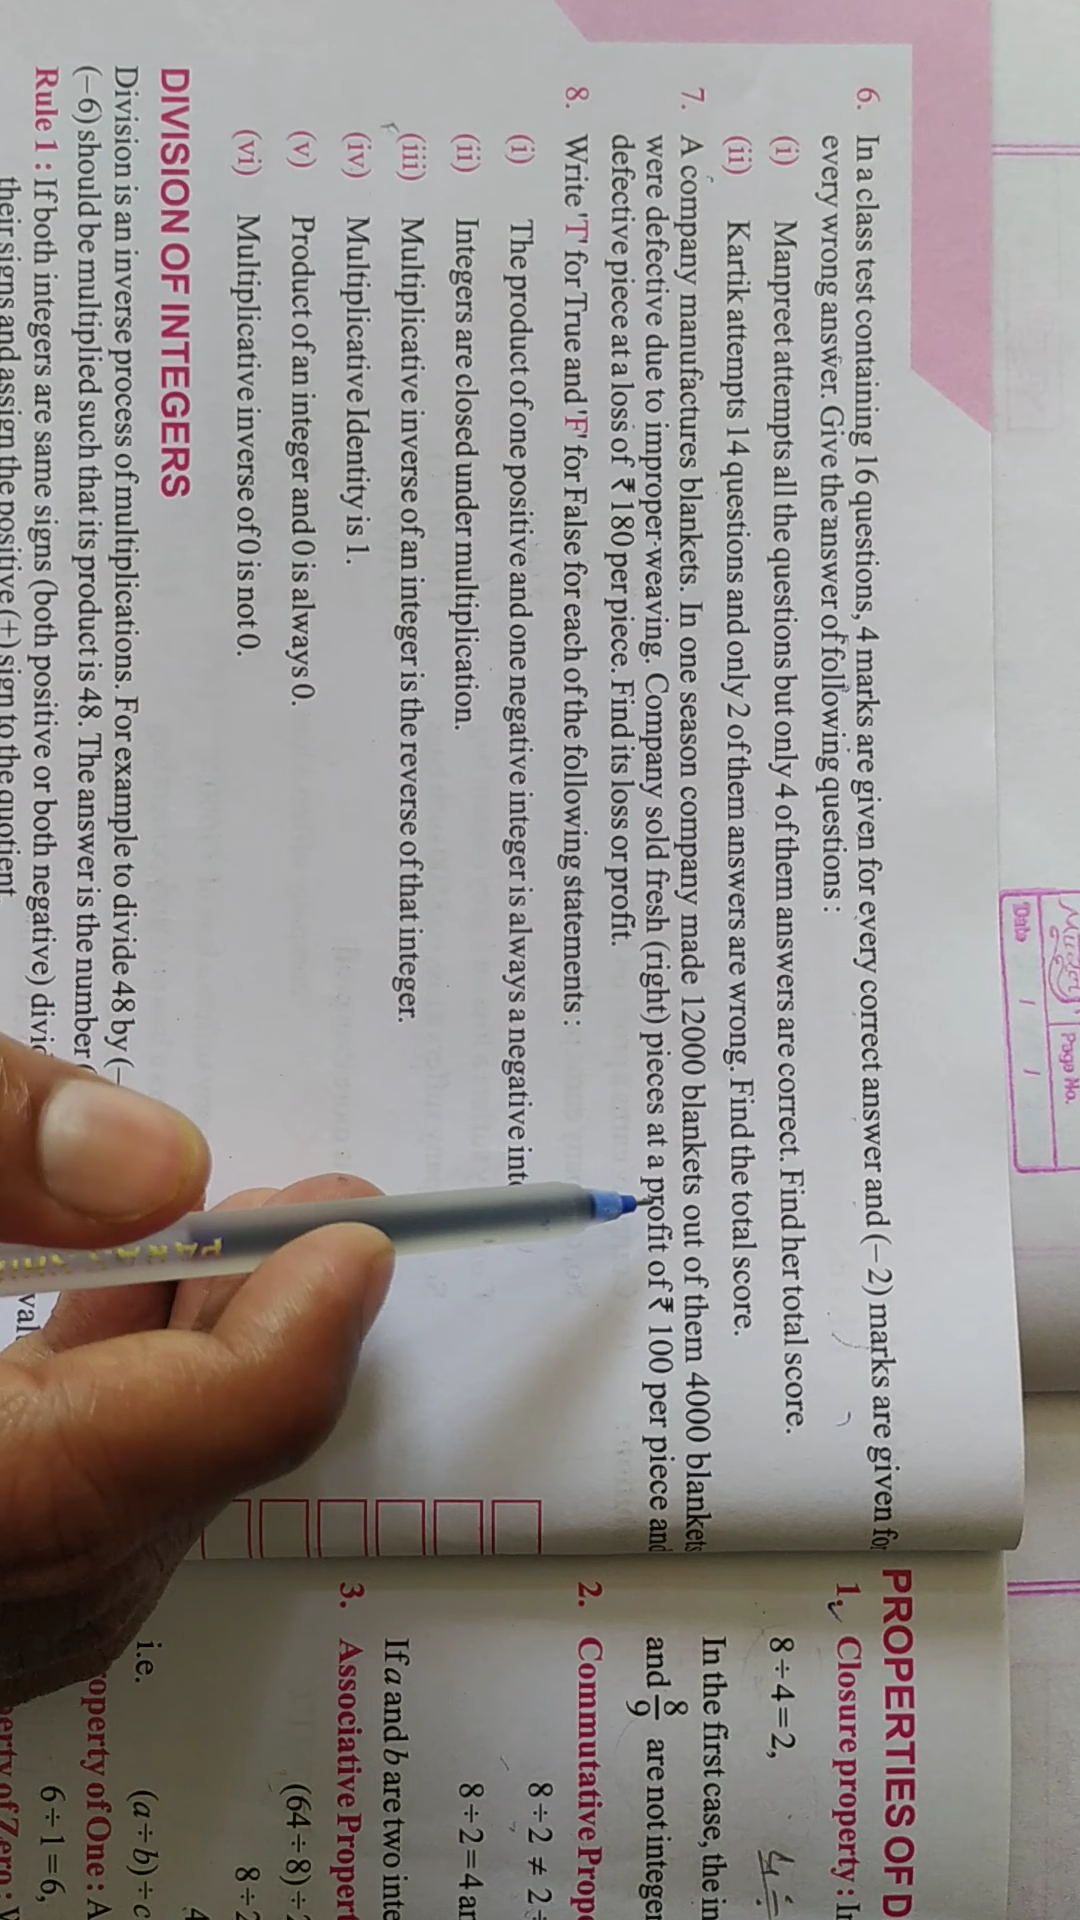 6. In a class test containing 16 questions, 4 marks are given for every correct answer and (−2) marks are given for
every wrong answer. Give the answer of following questions :
(i) Manpreet attempts all the questions but only 4 of them answers are correct. Find her total score.
(ii) Kartik attempts 14 questions and only 2 of them answers are wrong. Find the total score.
7. A company manufactures blankets. In one season company made 12000 blankets out of them 4000 blankets
were defective due to improper weaving. Company sold fresh (right) pieces at a profit of ₹ 100 per piece and
defective piece at a loss of ₹ 180 per piece. Find its loss or profit.
8. Write 'T' for True and 'F' for False for each of the following statements :
(i) The product of one positive and one negative integer is always a negative
(ii) Integers are closed under multiplication.
(iii) Multiplicative inverse of an integer is the reverse of that integer.
(iv) Multiplicative Identity is 1.
(v) Product of an integer and 0 is always 0.
(vi) Multiplicative inverse of 0 is not 0.
DIVISION OF INTEGERS
Division is an inverse process of multiplications. For example to divide 48 by
(−6) should be multiplied such that its product is 48. The answer is the number
Rule 1 : If both integers are same signs (both positive or both negative)
their signs and assign the positive (+) sign to the quotient
Page No.
Date / /
PROPERTIES OF D
1. Closure property :
8 ÷ 4 = 2,
In the first case, the
and 8/9 are not
2. Commutative
8 ÷ 2 ≠ 2 ÷
8 ÷ 2 = 4
If a and b are two
3. Associative
(64 ÷ 8) ÷
8 ÷ 2
4
i.e. (a ÷ b) ÷ c
of One : A
6 ÷ 1 = 6,
of Zero :